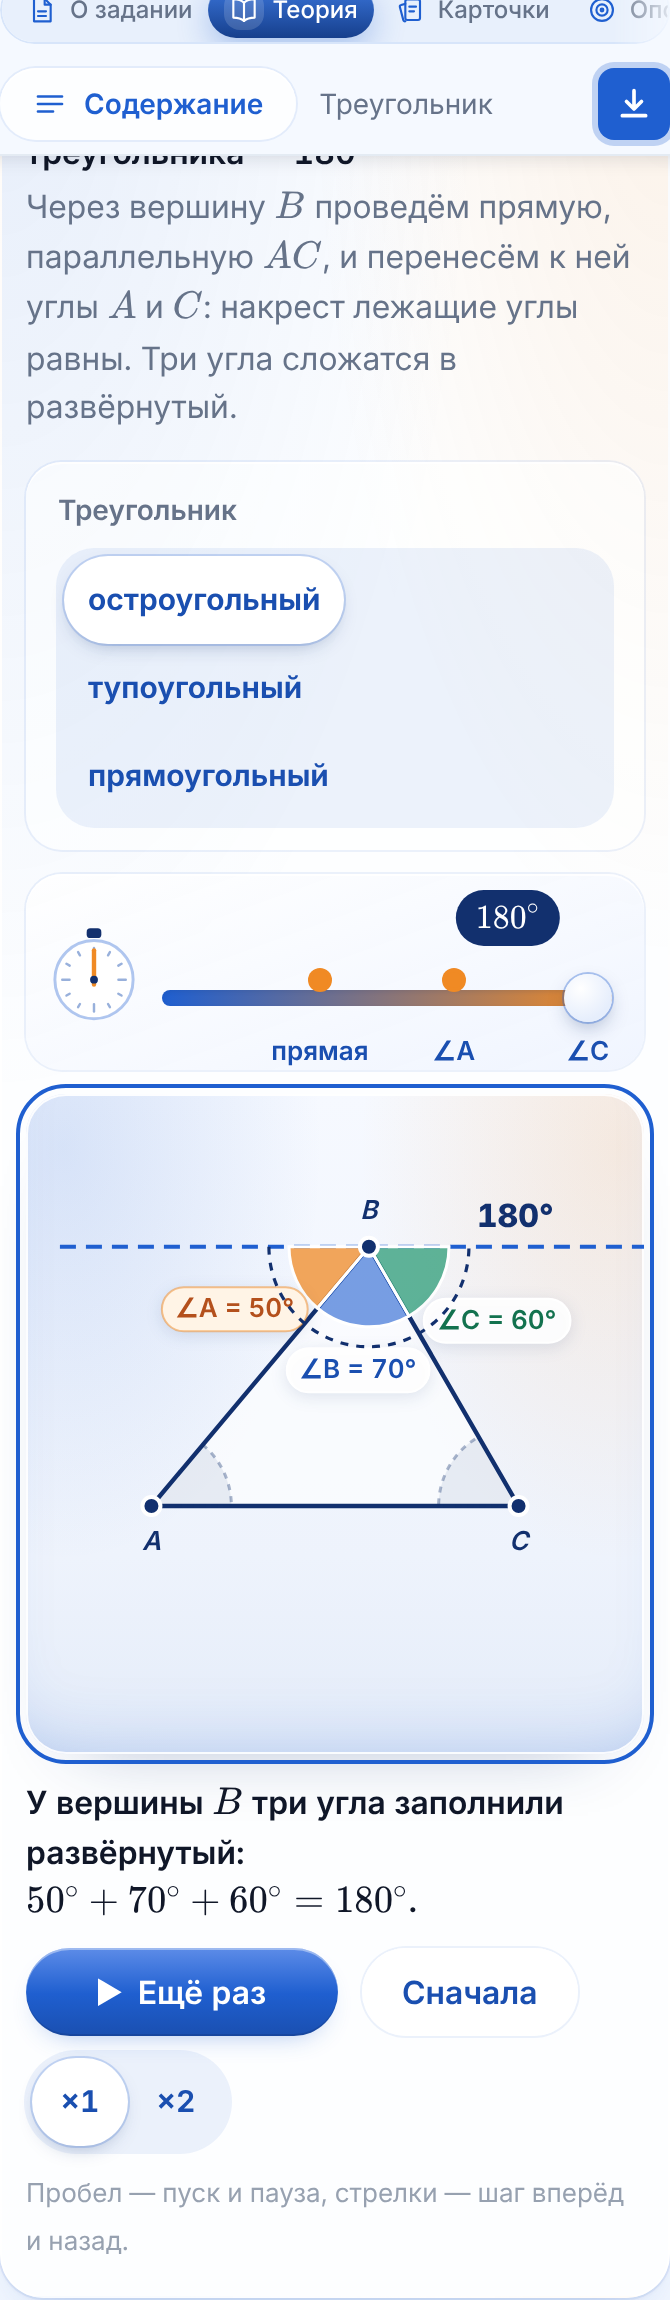 О задании Теория Карточки
Содержание Треугольник
треугольника 180
Через вершину B проведём прямую,
параллельную AC, и перенесём к ней
углы A и C: накрест лежащие углы
равны. Три угла сложатся в
развёрнутый.
Треугольник
остроугольный
тупоугольный
прямоугольный
180°
прямая ∠A ∠C
B 180°
∠A = 50° ∠C = 60°
∠B = 70°
A C
У вершины B три угла заполнили
развёрнутый:
50° + 70° + 60° = 180°.
Ещё раз Сначала
×1 ×2
Пробел — пуск и пауза, стрелки — шаг вперёд
и назад.